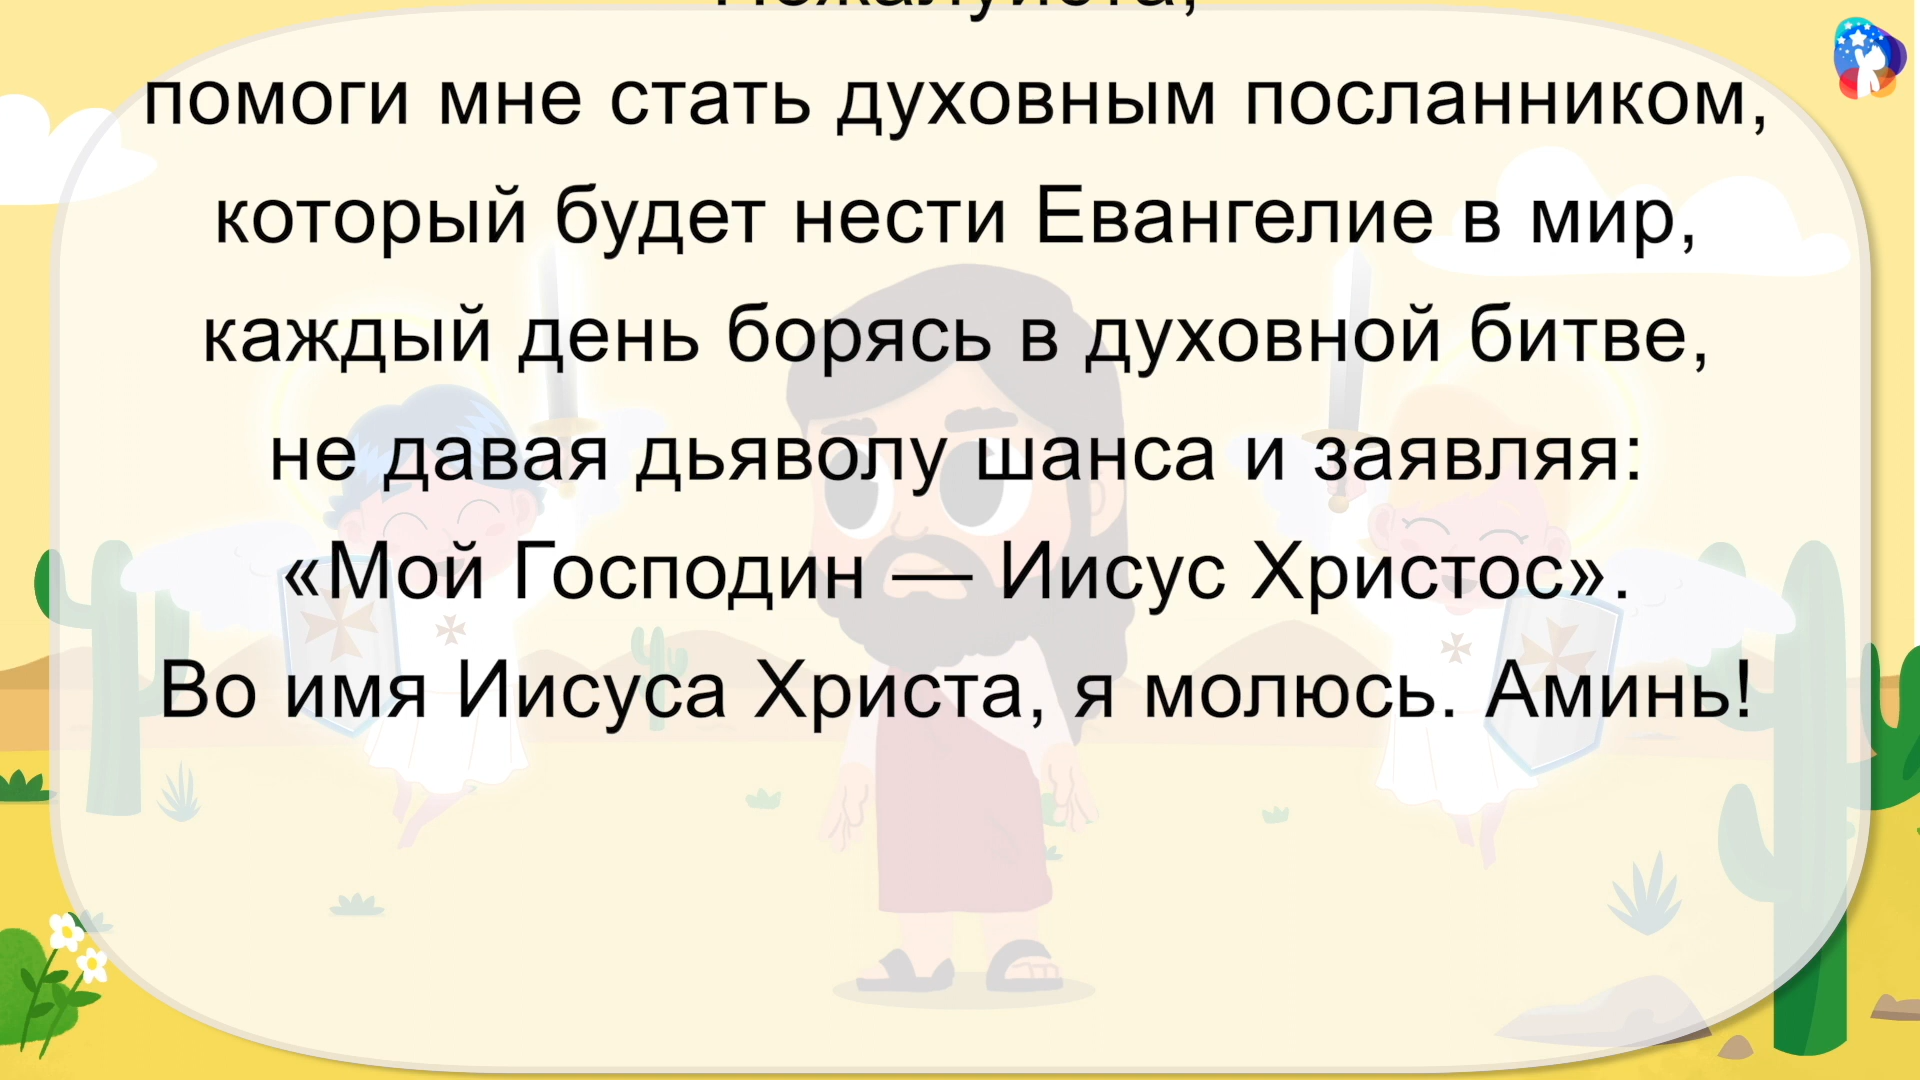 Пожалуйста,
помоги мне стать духовным посланником,
который будет нести Евангелие в мир,
каждый день борясь в духовной битве,
не давая дьяволу шанса и заявляя:
«Мой Господин — Иисус Христос».
Во имя Иисуса Христа, я молюсь. Аминь!